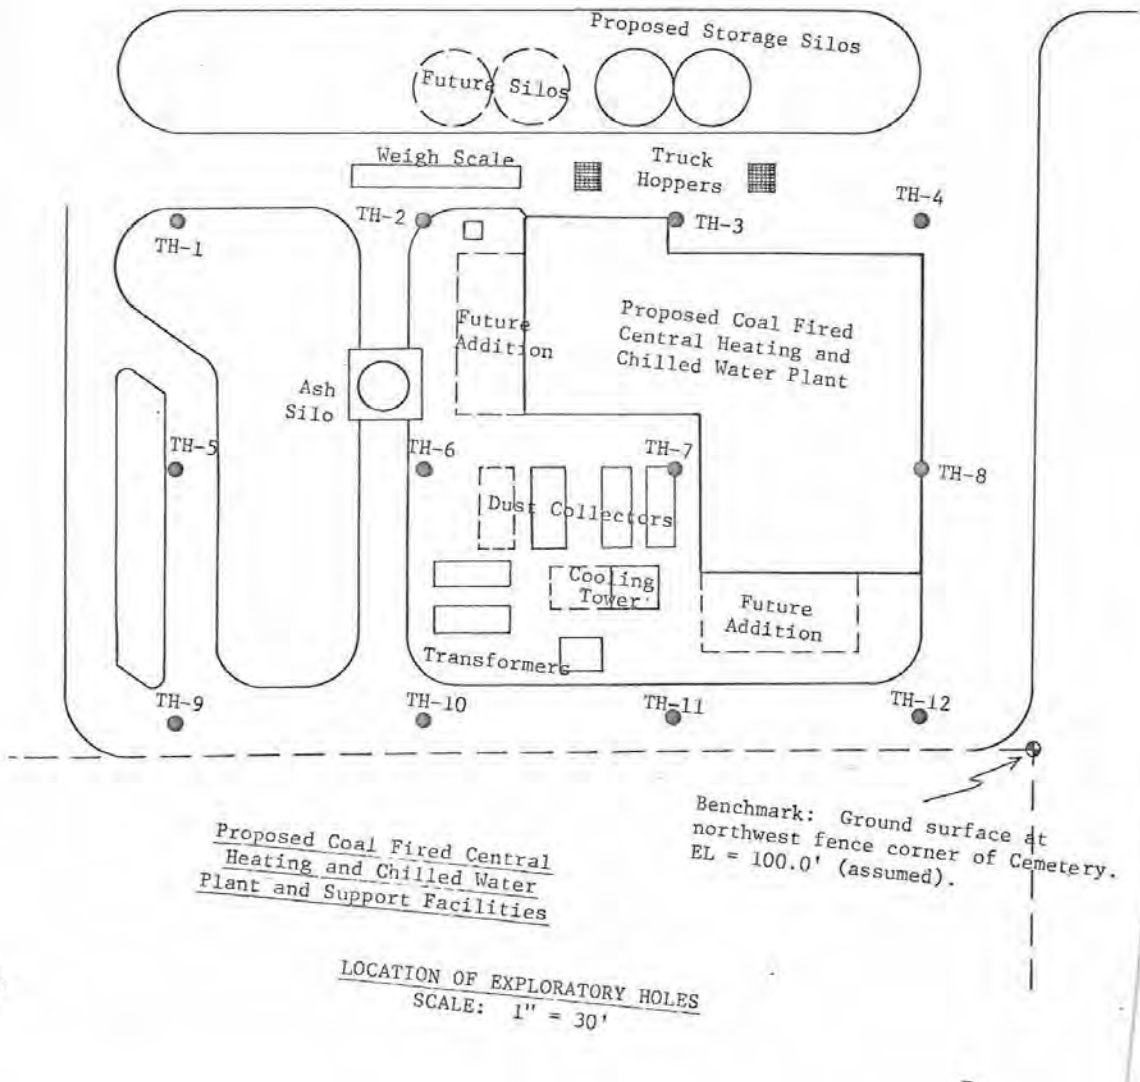 Proposed Storage Silos
Future Silos
Weigh Scale
Truck
Hoppers
TH-4
TH-1
TH-2
TH-3
Future
Addition
Proposed Coal Fired
Central Heating and
Chilled Water Plant
Ash
Silo
TH-5
TH-6
TH-7
TH-8
Dust Collectors
Cooling
Tower
Future
Addition
Transformers
TH-9
TH-10
TH-11
TH-12
Benchmark: Ground surface at
northwest fence corner of Cemetery.
EL = 100.0' (assumed).
Proposed Coal Fired Central
Heating and Chilled Water
Plant and Support Facilities
LOCATION OF EXPLORATORY HOLES
SCALE: 1" = 30'